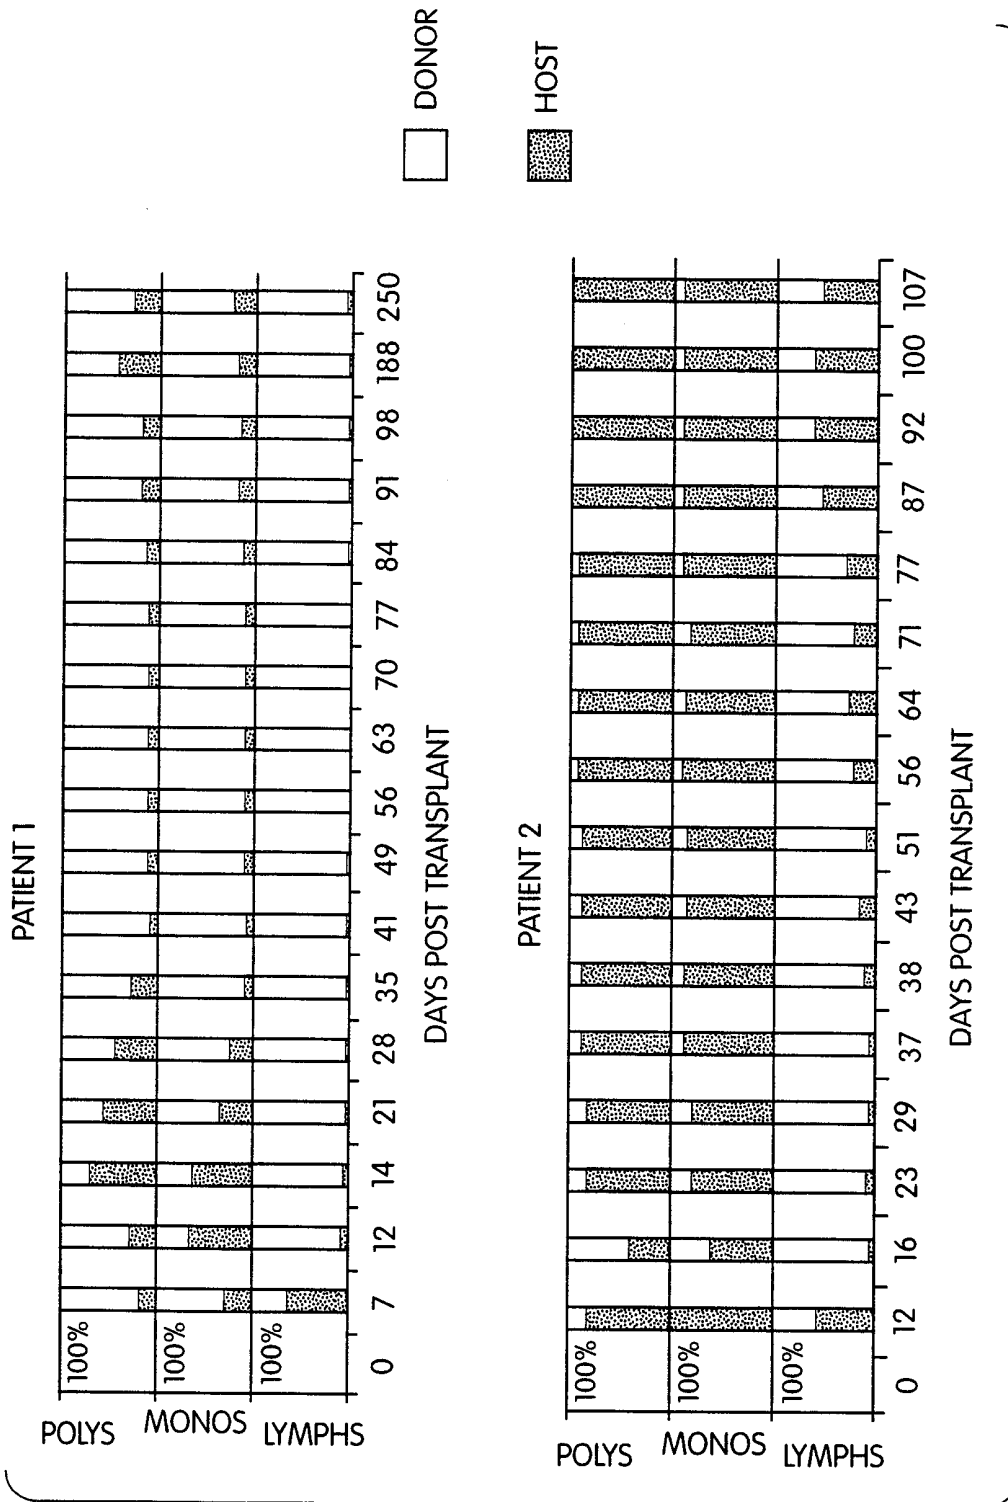 PATIENT 1
POLYS 100%
MONOS 100%
LYMPHS 100%
0 7 12 14 21 28 35 41 49 56 63 70 77 84 91 98 188 250
DAYS POST TRANSPLANT
PATIENT 2
POLYS 100%
MONOS 100%
LYMPHS 100%
0 12 16 23 29 37 38 43 51 56 64 71 77 87 92 100 107
DAYS POST TRANSPLANT
DONOR
HOST